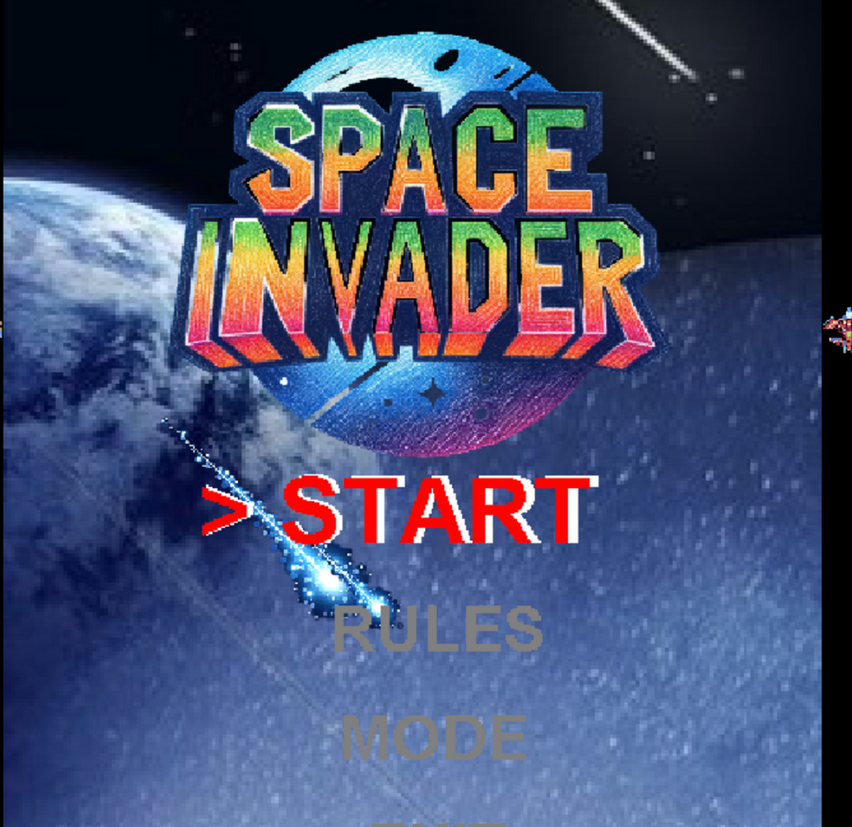 SPACE
INVADER
> START
RULES
MODE